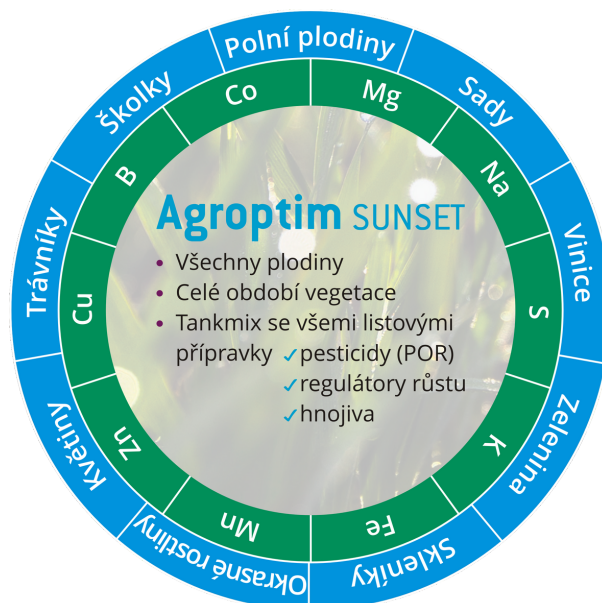 Polní plodiny
Sady
Vinice
Zelenina
Skleníky
Okrasné rostliny
Květiny
Trávníky
Školky
Co
Mg
Na
S
K
Fe
Mn
Zn
Cu
B
Agroptim SUNSET
• Všechny plodiny
• Celé období vegetace
• Tankmix se všemi listovými
přípravky ✓pesticidy (POR)
✓regulátory růstu
✓hnojiva